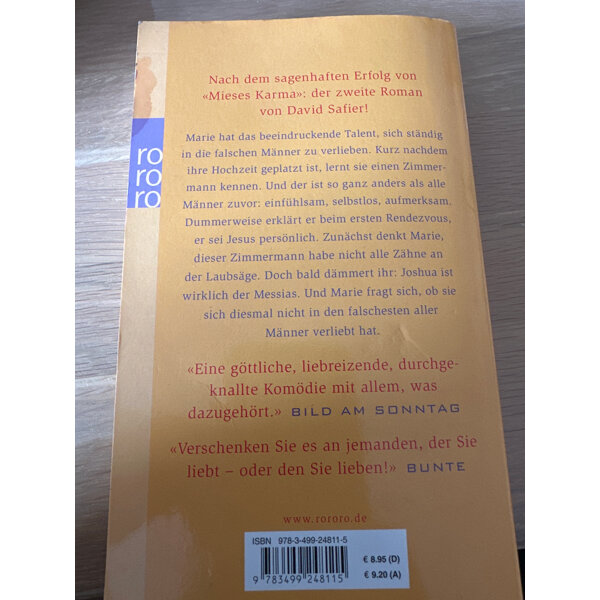 Nach dem sagenhaften Erfolg von
«Mieses Karma»: der zweite Roman
von David Safier!
Marie hat das beeindruckende Talent, sich ständig
in die falschen Männer zu verlieben. Kurz nachdem
ihre Hochzeit geplatzt ist, lernt sie einen Zimmer-
mann kennen. Und der ist so ganz anders als alle
Männer zuvor: einfühlsam, selbstlos, aufmerksam.
Dummerweise erklärt er beim ersten Rendezvous,
er sei Jesus persönlich. Zunächst denkt Marie,
dieser Zimmermann habe nicht alle Zähne an
der Laubsäge. Doch bald dämmert ihr: Joshua ist
wirklich der Messias. Und Marie fragt sich, ob sie
sich diesmal nicht in den falschesten aller
Männer verliebt hat.
«Eine göttliche, liebreizende, durchge-
knallte Komödie mit allem, was
dazugehört.» BILD AM SONNTAG
«Verschenken Sie es an jemanden, der Sie
liebt – oder den Sie lieben!» BUNTE
ro
ro
ro
www.rororo.de
ISBN 978-3-499-24811-5
€ 8.95 (D)
€ 9.20 (A)
9 783499 248115